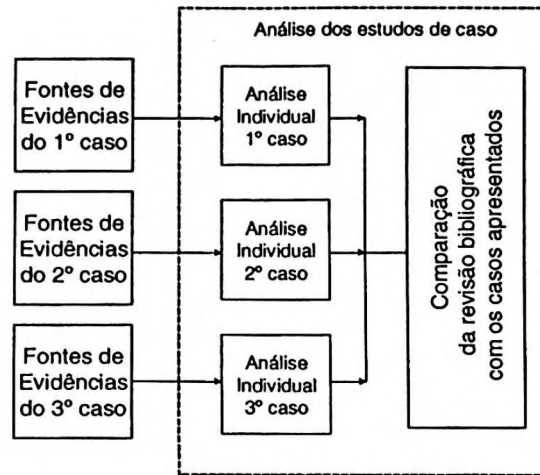 Análise dos estudos de caso
Fontes de
Evidências
do 1º caso
Análise
Individual
1º caso
Fontes de
Evidências
do 2º caso
Análise
Individual
2º caso
Fontes de
Evidências
do 3º caso
Análise
Individual
3º caso
Comparação
da revisão bibliográfica
com os casos apresentados